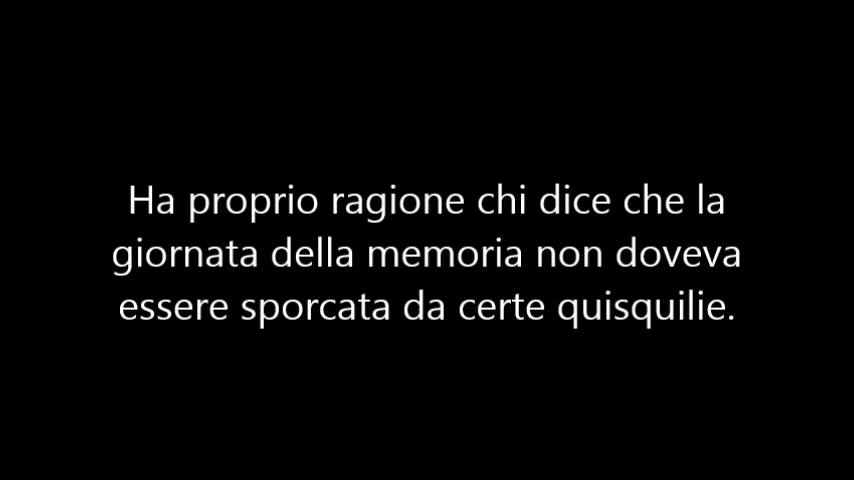 Ha proprio ragione chi dice che la
giornata della memoria non doveva
essere sporcata da certe quisquilie.